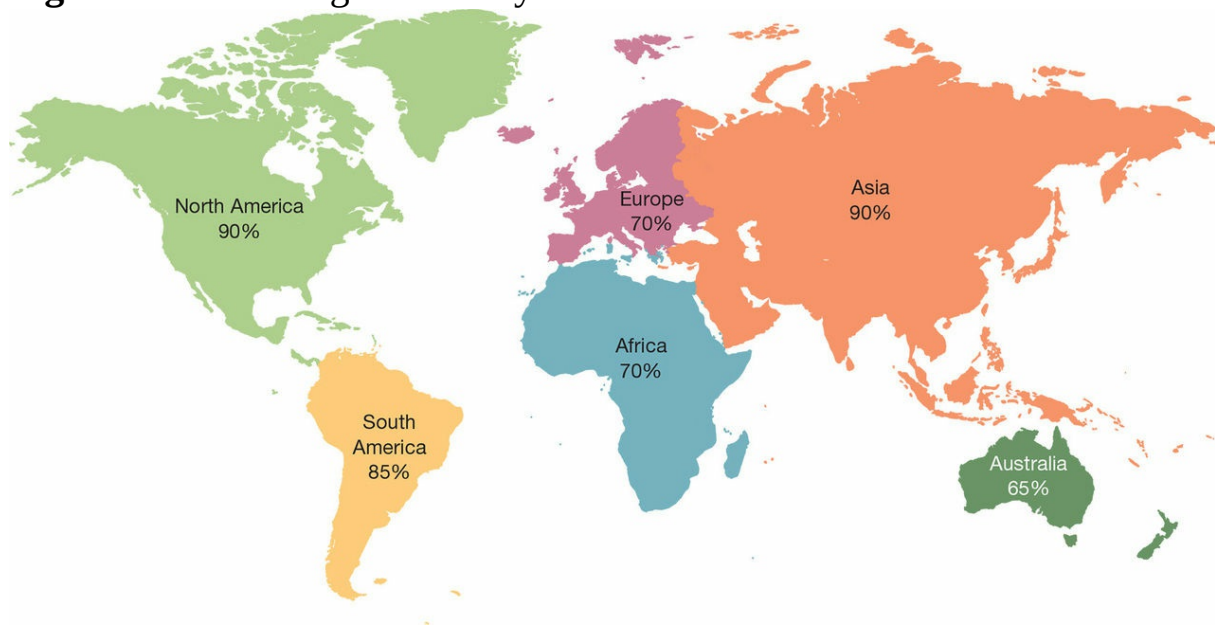 North America
90%
Europe
70%
Asia
90%
Africa
70%
South
America
85%
Australia
65%